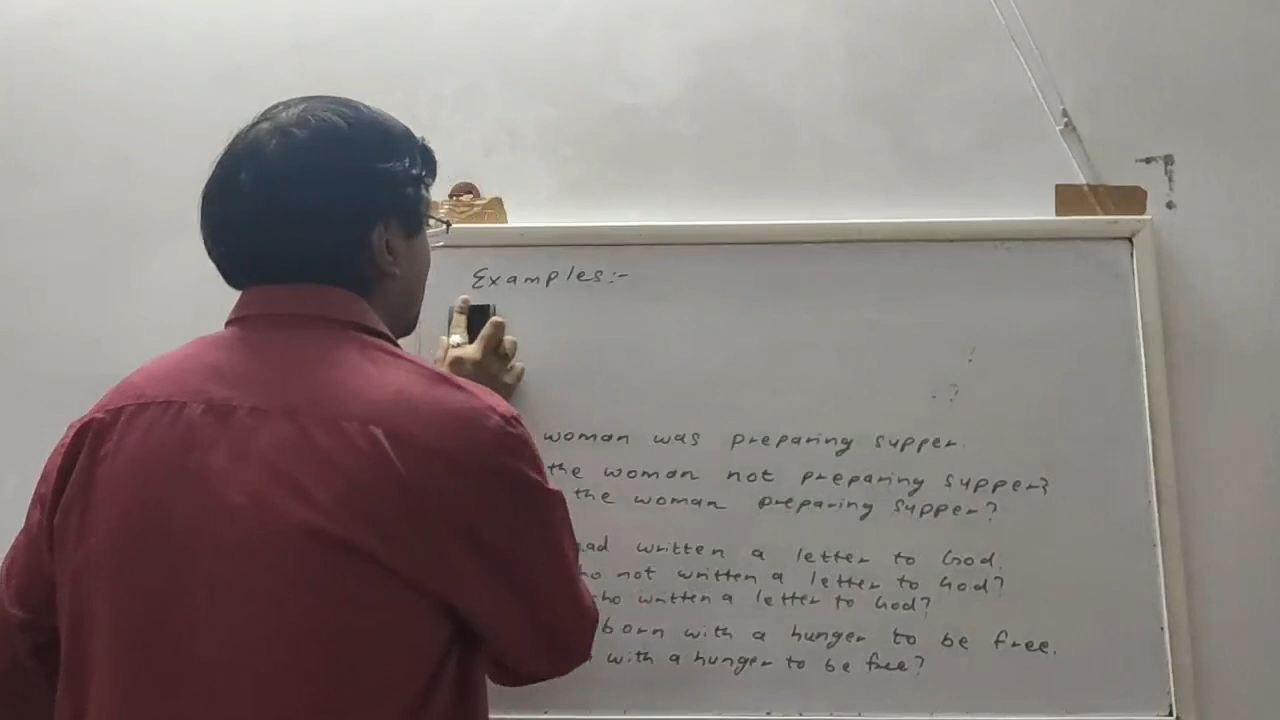 Examples:-
?
?
woman was preparing supper.
the woman not preparing supper?
the woman preparing supper?
had written a letter to God.
not written a letter to God?
written a letter to God?
born with a hunger to be free.
with a hunger to be free?